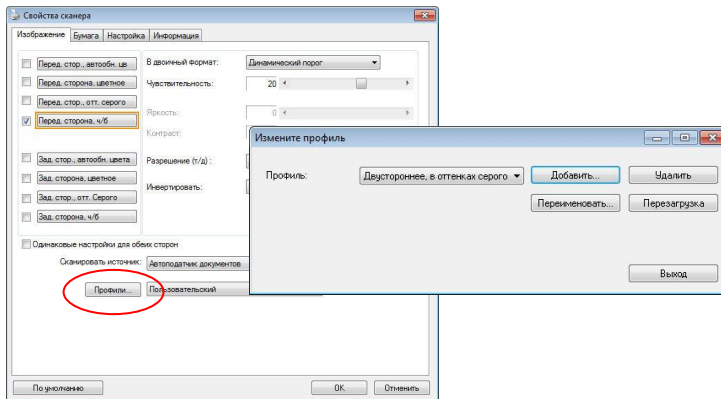 Свойства сканера
Изображение Бумага Настройка Информация
Перед. стор., автообн. цв
В двоичный формат: Динамический порог
Перед. сторона, цветное
Чувствительность: 20
Перед. стор., отт. серого
Яркость: 0
Перед. сторона, ч/б
Контраст:
Зад. стор., автообн. цвета
Разрешение (т/д) :
Зад. сторона, цветное
Инвертировать:
Зад. стор., отт. Серого
Зад. сторона, ч/б
Одинаковые настройки для обеих сторон
Сканировать источник: Автоподатчик документов
Профили... Пользовательский
По умолчанию OK Отменить
Измените профиль
Профиль: Двустороннее, в оттенках серого Добавить... Удалить
Переименовать... Перезагрузка
Выход